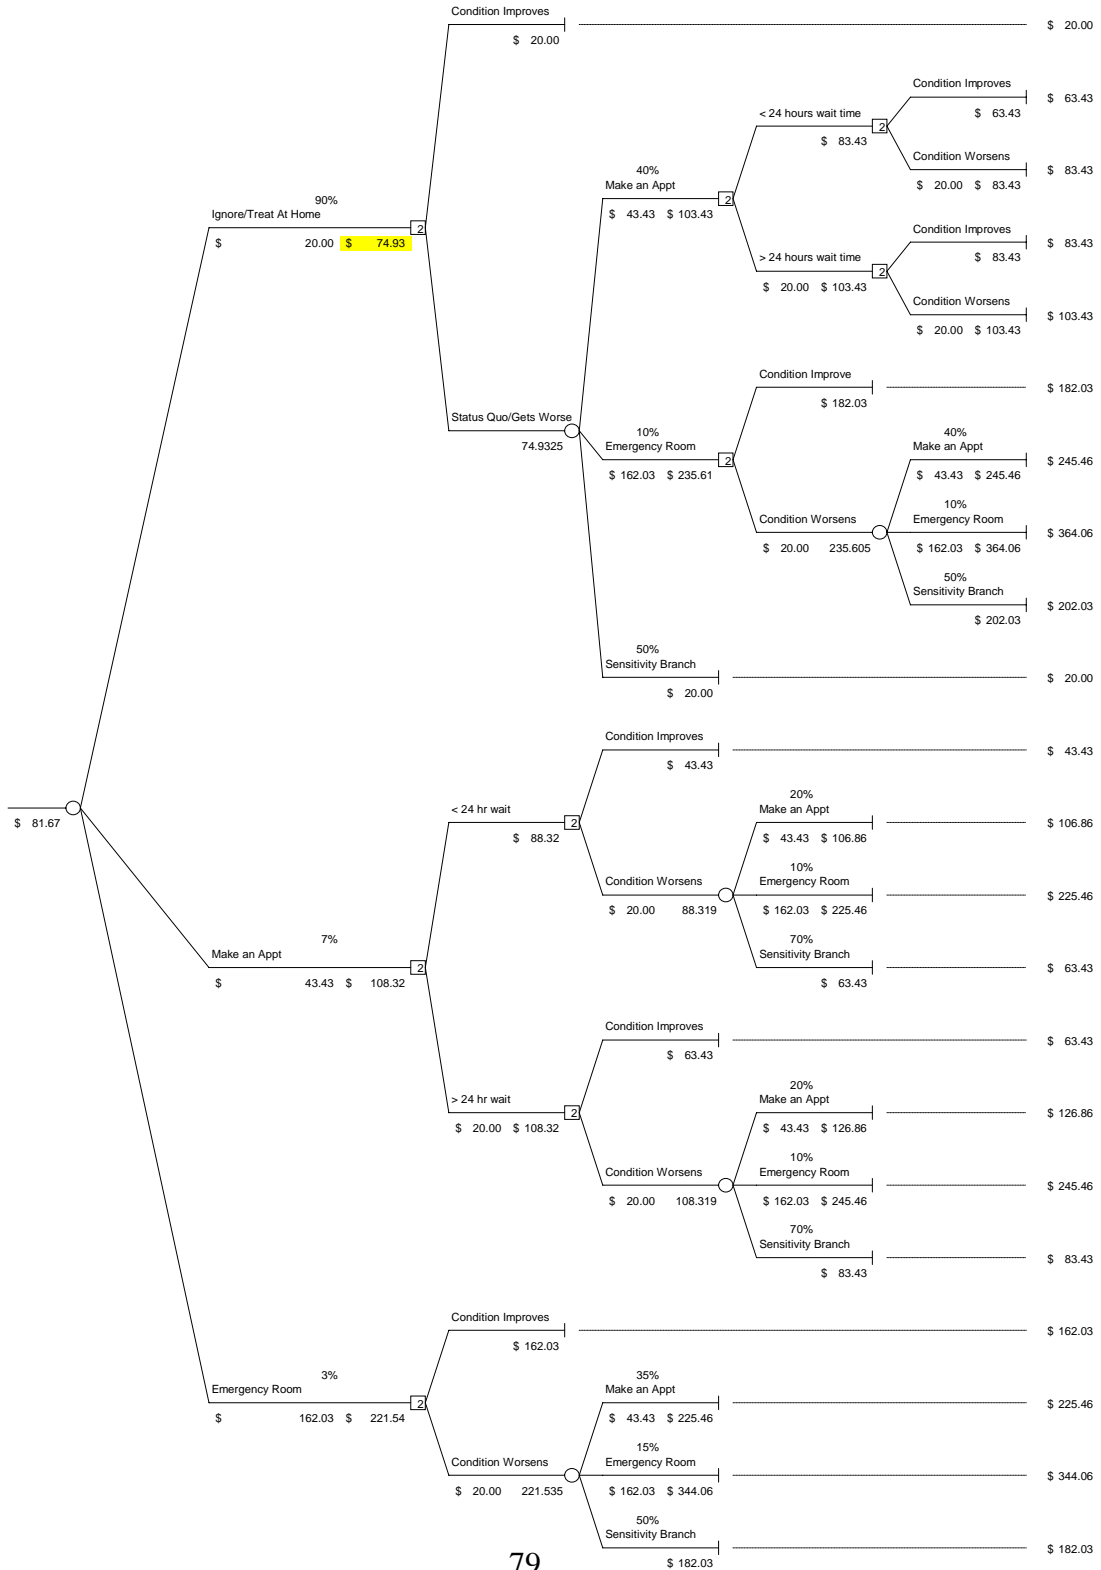 Condition Improves
$ 20.00 $ 20.00
Condition Improves
$ 63.43 $ 63.43
< 24 hours wait time
2
$ 83.43
Condition Worsens
$ 20.00 $ 83.43 $ 83.43
40%
Make an Appt
2
$ 43.43 $ 103.43
Condition Improves
$ 83.43 $ 83.43
> 24 hours wait time
2
$ 20.00 $ 103.43
Condition Worsens
$ 20.00 $ 103.43 $ 103.43
90%
Ignore/Treat At Home
2
$ 20.00 $ 74.93
Condition Improve
$ 182.03 $ 182.03
Status Quo/Gets Worse
74.9325
10%
Emergency Room
2
$ 162.03 $ 235.61
40%
Make an Appt
$ 43.43 $ 245.46 $ 245.46
Condition Worsens
$ 20.00 235.605
10%
Emergency Room
$ 162.03 $ 364.06 $ 364.06
50%
Sensitivity Branch
$ 202.03 $ 202.03
50%
Sensitivity Branch
$ 20.00 $ 20.00
Condition Improves
$ 43.43 $ 43.43
$ 81.67
< 24 hr wait
2
$ 88.32
20%
Make an Appt
$ 43.43 $ 106.86 $ 106.86
Condition Worsens
$ 20.00 88.319
10%
Emergency Room
$ 162.03 $ 225.46 $ 225.46
70%
Sensitivity Branch
$ 63.43 $ 63.43
7%
Make an Appt
2
$ 43.43 $ 108.32
Condition Improves
$ 63.43 $ 63.43
> 24 hr wait
2
$ 20.00 $ 108.32
20%
Make an Appt
$ 43.43 $ 126.86 $ 126.86
Condition Worsens
$ 20.00 108.319
10%
Emergency Room
$ 162.03 $ 245.46 $ 245.46
70%
Sensitivity Branch
$ 83.43 $ 83.43
Condition Improves
$ 162.03 $ 162.03
3%
Emergency Room
2
$ 162.03 $ 221.54
35%
Make an Appt
$ 43.43 $ 225.46 $ 225.46
Condition Worsens
$ 20.00 221.535
15%
Emergency Room
$ 162.03 $ 344.06 $ 344.06
50%
Sensitivity Branch
$ 182.03 $ 182.03
79